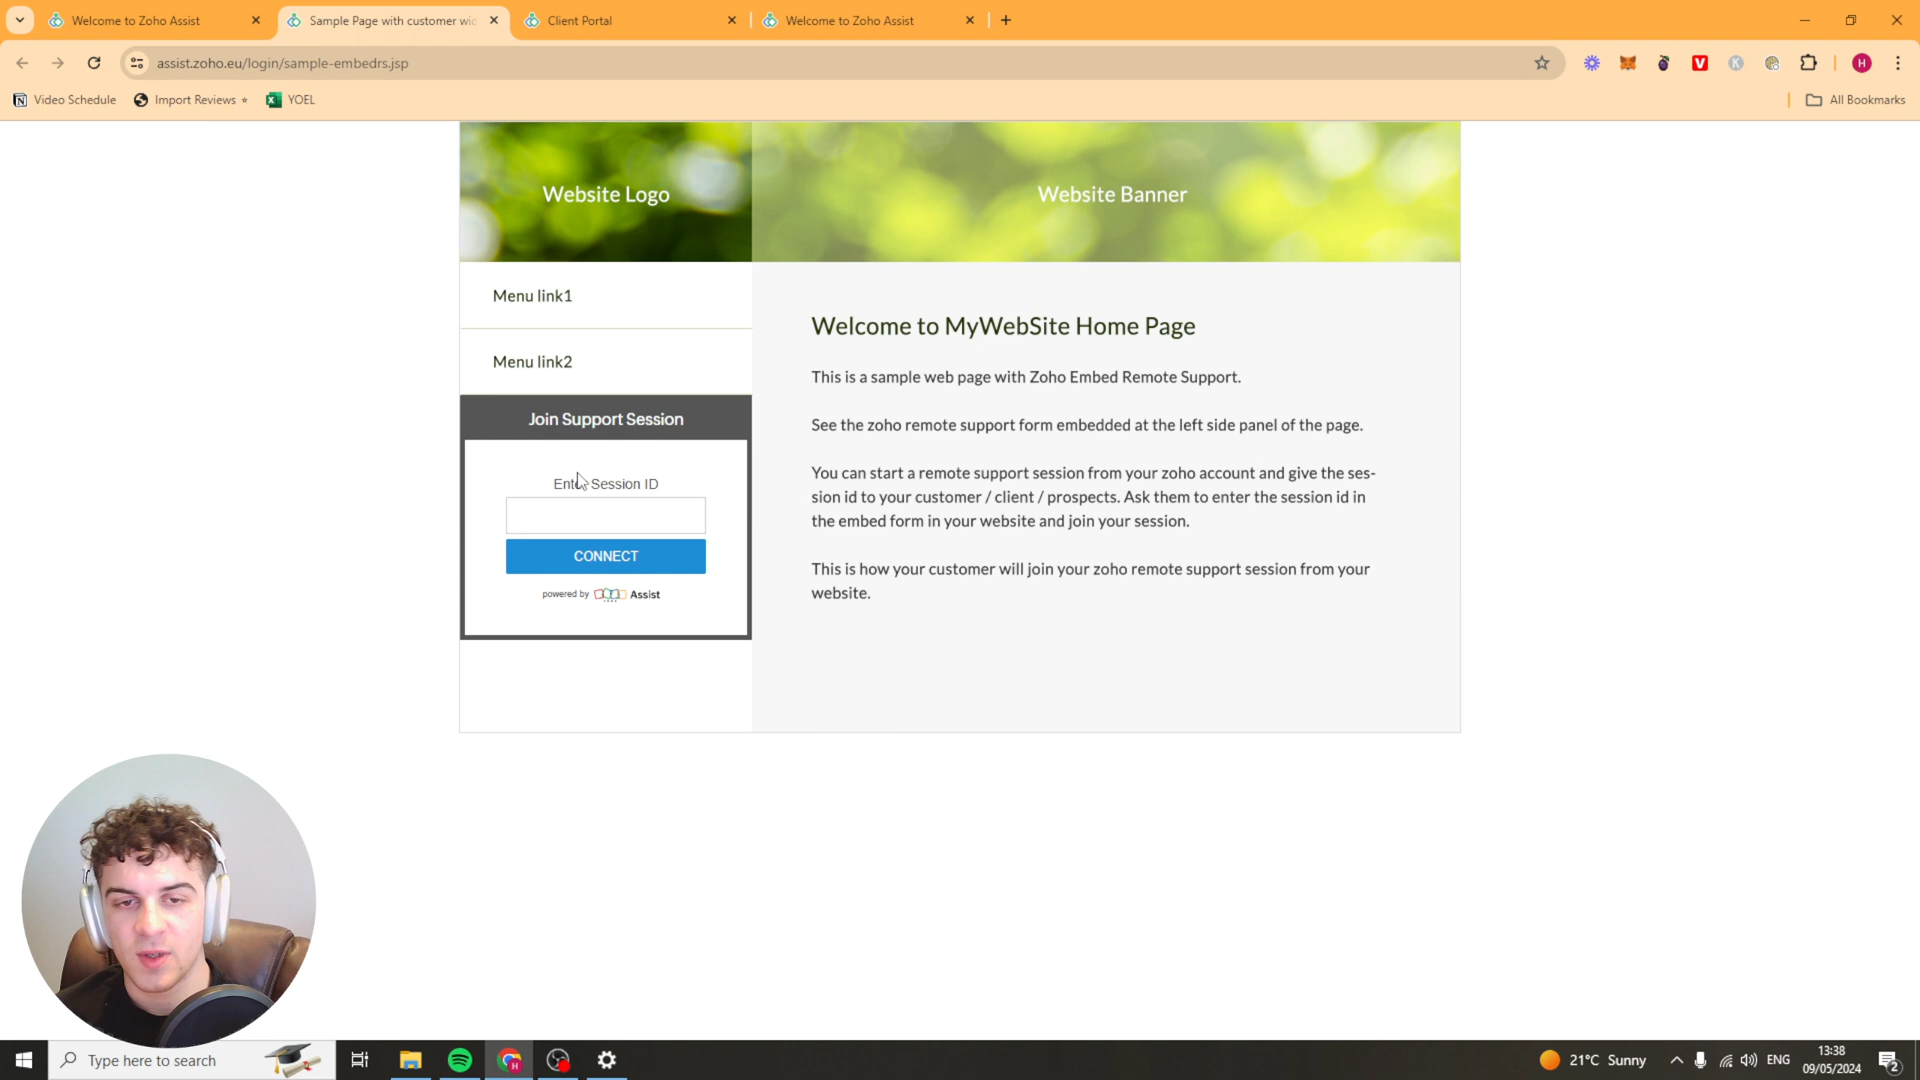 Welcome to Zoho Assist
Sample Page with customer wi
Client Portal
Welcome to Zoho Assist
assist.zoho.eu/login/sample-embedrs.jsp
Video Schedule
Import Reviews
YOEL
All Bookmarks
Website Logo
Website Banner
Menu link1
Menu link2
Join Support Session
Enter Session ID
CONNECT
powered by Assist
Welcome to MyWebSite Home Page
This is a sample web page with Zoho Embed Remote Support.
See the zoho remote support form embedded at the left side panel of the page.
You can start a remote support session from your zoho account and give the ses-
sion id to your customer / client / prospects. Ask them to enter the session id in
the embed form in your website and join your session.
This is how your customer will join your zoho remote support session from your
website.
Type here to search
21°C Sunny
ENG
13:38
09/05/2024
2